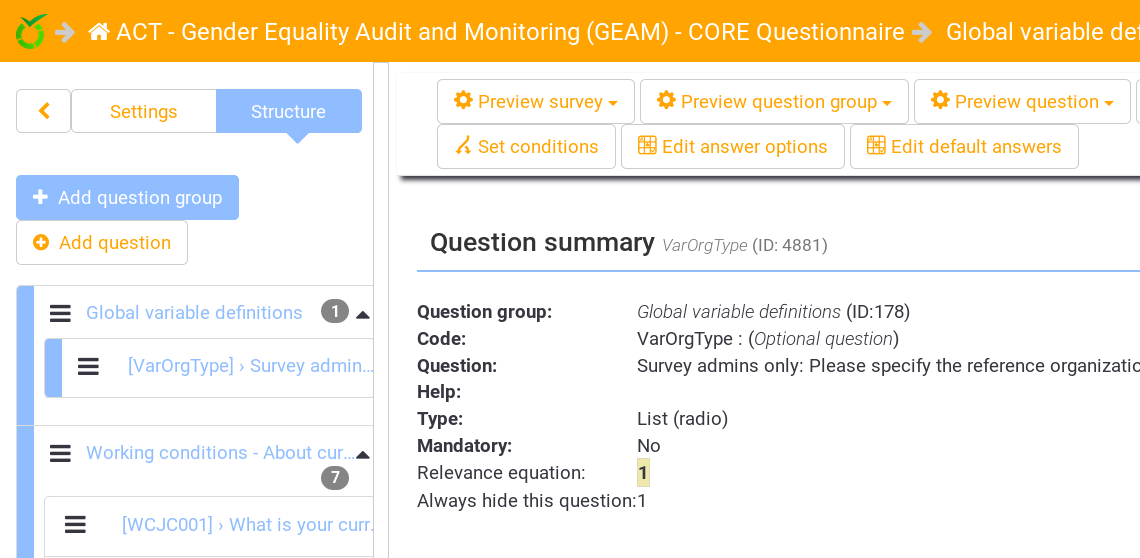 ACT - Gender Equality Audit and Monitoring (GEAM) - CORE Questionnaire Global variable def
Settings Structure
Preview survey Preview question group Preview question
Set conditions Edit answer options Edit default answers
Add question group
Add question
Question summary VarOrgType (ID: 4881)
Global variable definitions 1
[VarOrgType] › Survey admin...
Working conditions - About cur...
7
[WCJC001] › What is your curr.
Question group: Global variable definitions (ID:178)
Code: VarOrgType : (Optional question)
Question: Survey admins only: Please specify the reference organizatio
Help:
Type: List (radio)
Mandatory: No
Relevance equation: 1
Always hide this question:1